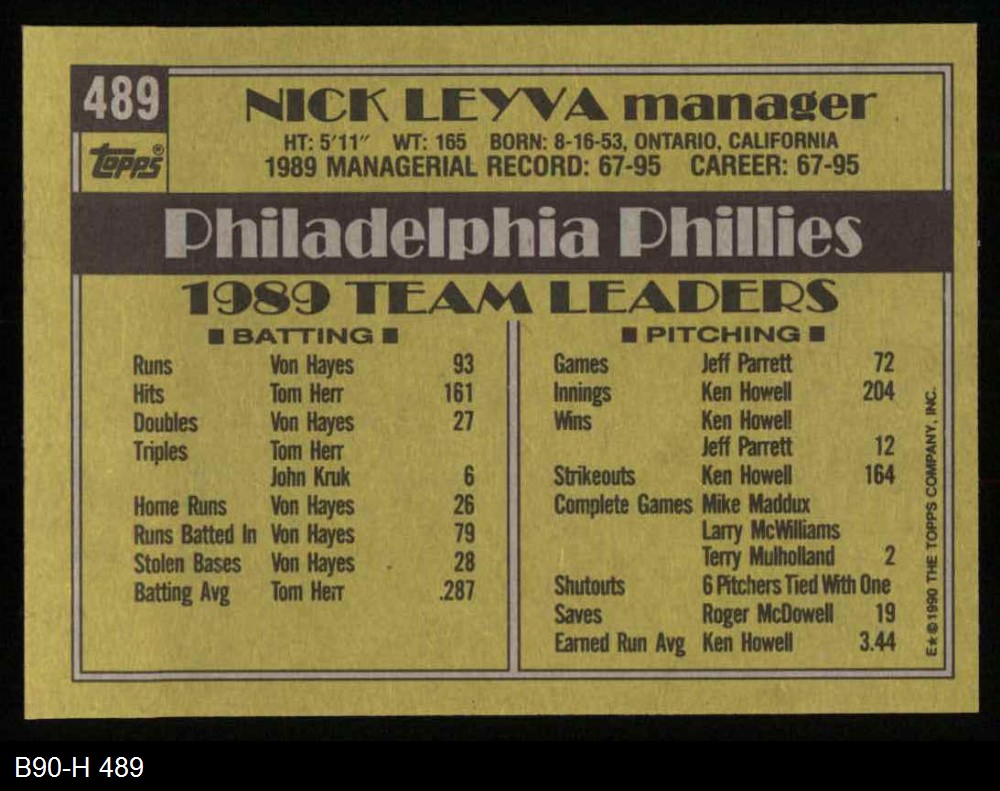 489
TOPPS®
NICK LEYVA manager
HT: 5'11" WT: 165 BORN: 8-16-53, ONTARIO, CALIFORNIA
1989 MANAGERIAL RECORD: 67-95 CAREER: 67-95
Philadelphia Phillies
1989 TEAM LEADERS
BATTING
Runs Von Hayes 93
Hits Tom Herr 161
Doubles Von Hayes 27
Triples Tom Herr
John Kruk 6
Home Runs Von Hayes 26
Runs Batted In Von Hayes 79
Stolen Bases Von Hayes 28
Batting Avg Tom Herr .287
PITCHING
Games Jeff Parrett 72
Innings Ken Howell 204
Wins Ken Howell
Jeff Parrett 12
Strikeouts Ken Howell 164
Complete Games Mike Maddux
Larry McWilliams
Terry Mulholland 2
Shutouts 6 Pitchers Tied With One
Saves Roger McDowell 19
Earned Run Avg Ken Howell 3.44
E★©1990 THE TOPPS COMPANY, INC.
B90-H 489